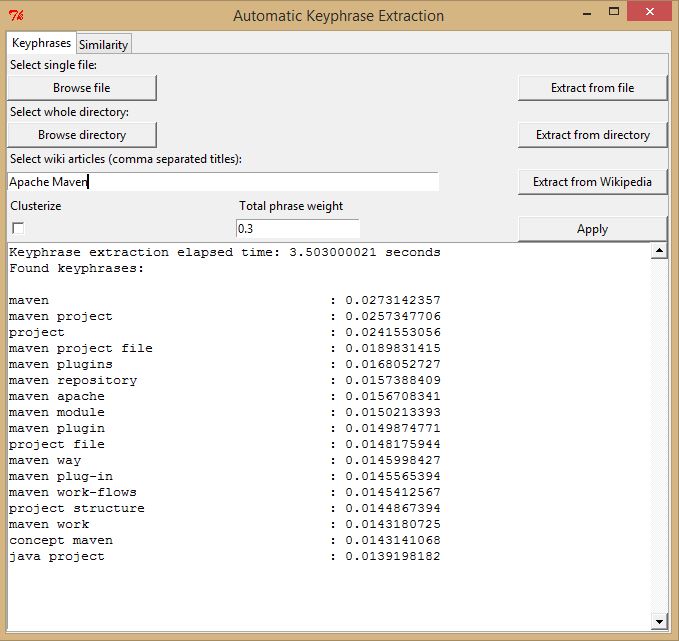 Automatic Keyphrase Extraction
Keyphrases Similarity
Select single file:
Browse file Extract from file
Select whole directory:
Browse directory Extract from directory
Select wiki articles (comma separated titles):
Apache Maven Extract from Wikipedia
Clusterize Total phrase weight
0.3 Apply
Keyphrase extraction elapsed time: 3.503000021 seconds
Found keyphrases:
maven : 0.0273142357
maven project : 0.0257347706
project : 0.0241553056
maven project file : 0.0189831415
maven plugins : 0.0168052727
maven repository : 0.0157388409
maven apache : 0.0156708341
maven module : 0.0150213393
maven plugin : 0.0149874771
project file : 0.0148175944
maven way : 0.0145998427
maven plug-in : 0.0145565394
maven work-flows : 0.0145412567
project structure : 0.0144867394
maven work : 0.0143180725
concept maven : 0.0143141068
java project : 0.0139198182